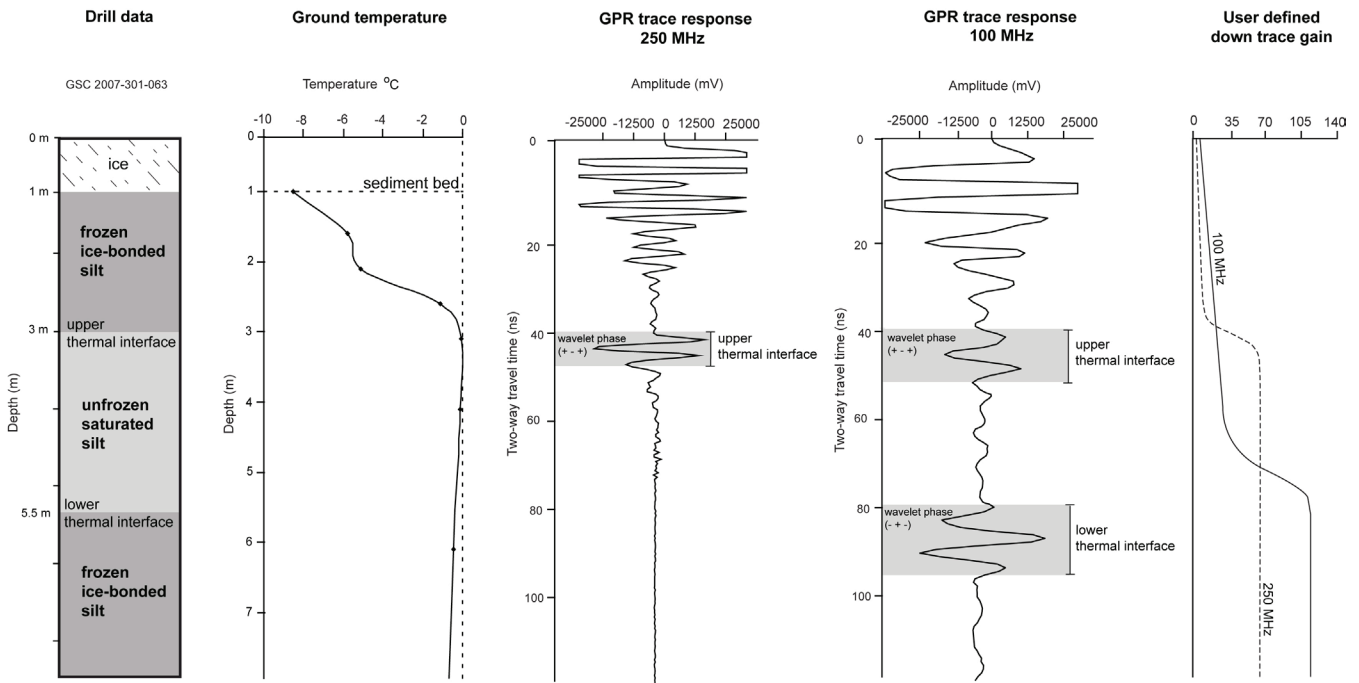 Drill data
GSC 2007-301-063
0 m
ice
1 m
frozen
ice-bonded
silt
upper
3 m
thermal interface
unfrozen
saturated
silt
lower
5.5 m
thermal interface
frozen
ice-bonded
silt
Depth (m)
Ground temperature
Temperature °C
-10 -8 -6 -4 -2 0
0
1
sediment bed
2
3
4
5
6
7
Depth (m)
GPR trace response
250 MHz
Amplitude (mV)
-25000 -12500 0 12500 25000
0
20
40
60
80
100
Two-way travel time (ns)
wavelet phase
(+ - +)
upper
thermal interface
GPR trace response
100 MHz
Amplitude (mV)
-25000 -12500 0 12500 25000
0
20
40
60
80
100
Two-way travel time (ns)
wavelet phase
(+ - +)
upper
thermal interface
wavelet phase
(- + -)
lower
thermal interface
User defined
down trace gain
0 35 70 105 140
100 MHz
250 MHz